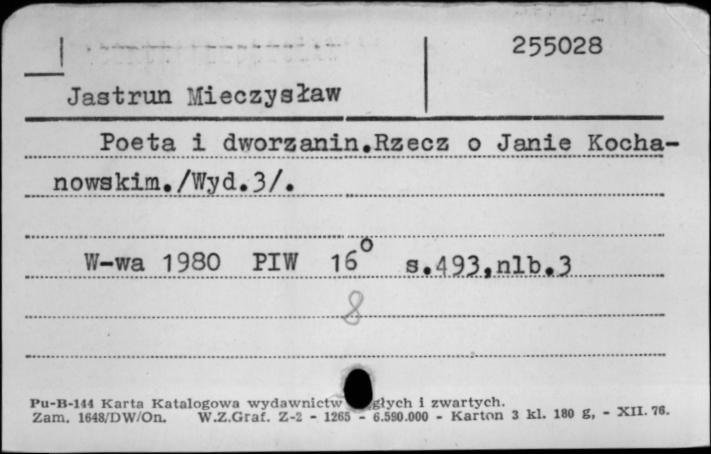 255028
Jastrun Mieczysław
Poeta i dworzanin.Rzecz o Janie Kocha-
nowskim./Wyd.3/.
W-wa 1980 PIW 16° s.493,nlb.3
8
Pu-B-144 Karta Katalogowa wydawnictw i zwartych.
Zam. 1648/DW/On. W.Z.Graf. Z-2 - 1265 - 6.590.000 - Karton 3 kl. 180 g, - XII. 76.